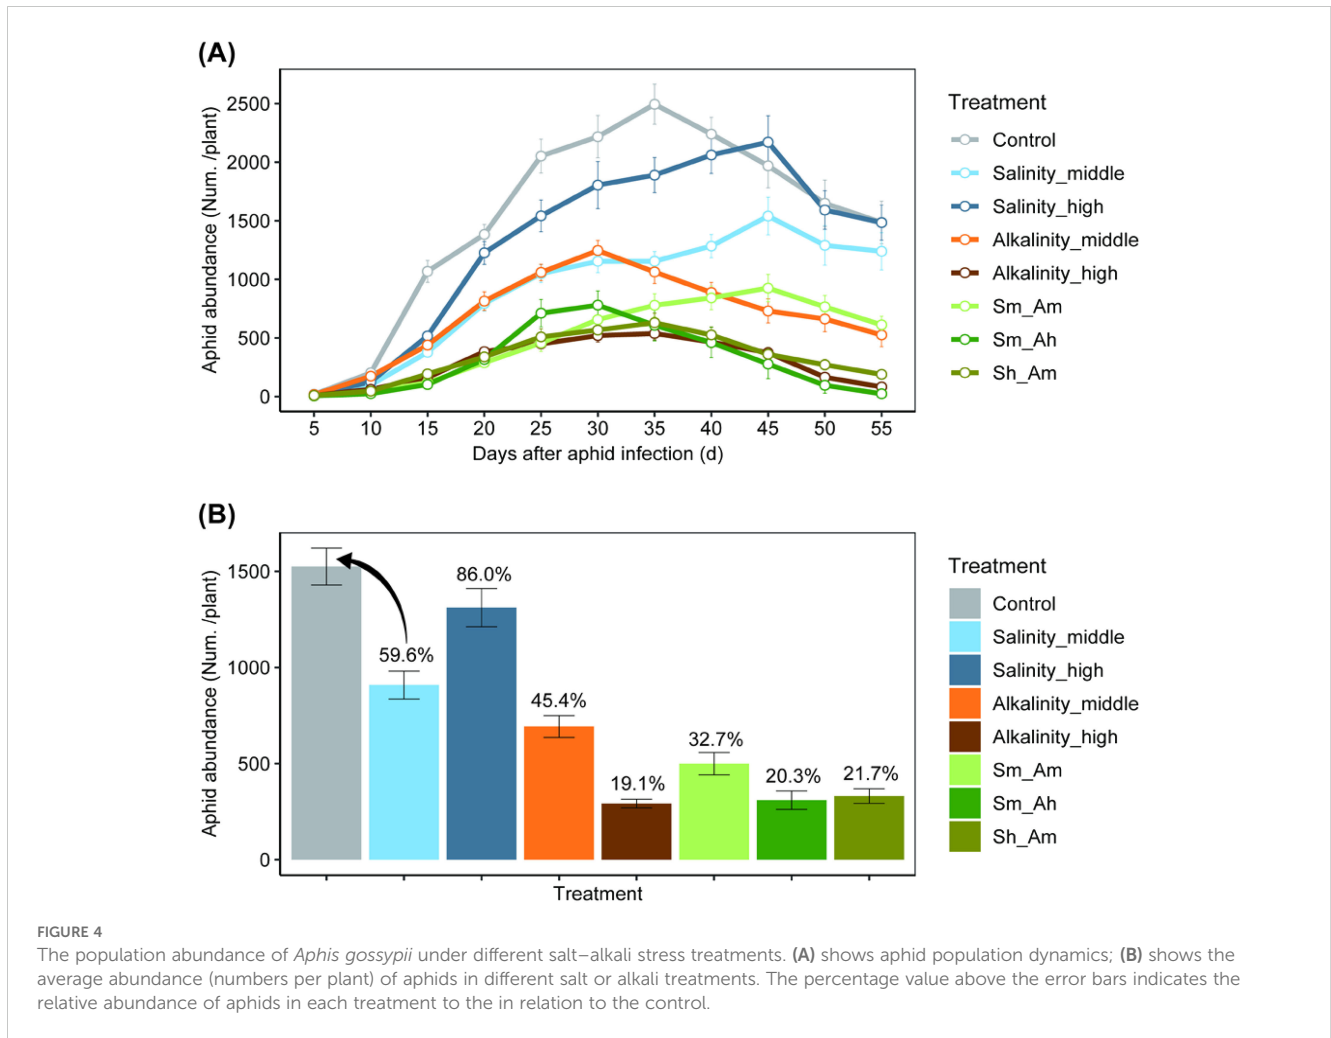 (A)
Aphid abundance (Num. /plant)
2500
2000
1500
1000
500
0
5 10 15 20 25 30 35 40 45 50 55
Days after aphid infection (d)
Treatment
Control
Salinity_middle
Salinity_high
Alkalinity_middle
Alkalinity_high
Sm_Am
Sm_Ah
Sh_Am
(B)
Aphid abundance (Num. /plant)
1500
1000
500
0
59.6%
86.0%
45.4%
19.1%
32.7%
20.3%
21.7%
Treatment
Treatment
Control
Salinity_middle
Salinity_high
Alkalinity_middle
Alkalinity_high
Sm_Am
Sm_Ah
Sh_Am
FIGURE 4
The population abundance of Aphis gossypii under different salt–alkali stress treatments. (A) shows aphid population dynamics; (B) shows the
average abundance (numbers per plant) of aphids in different salt or alkali treatments. The percentage value above the error bars indicates the
relative abundance of aphids in each treatment to the in relation to the control.